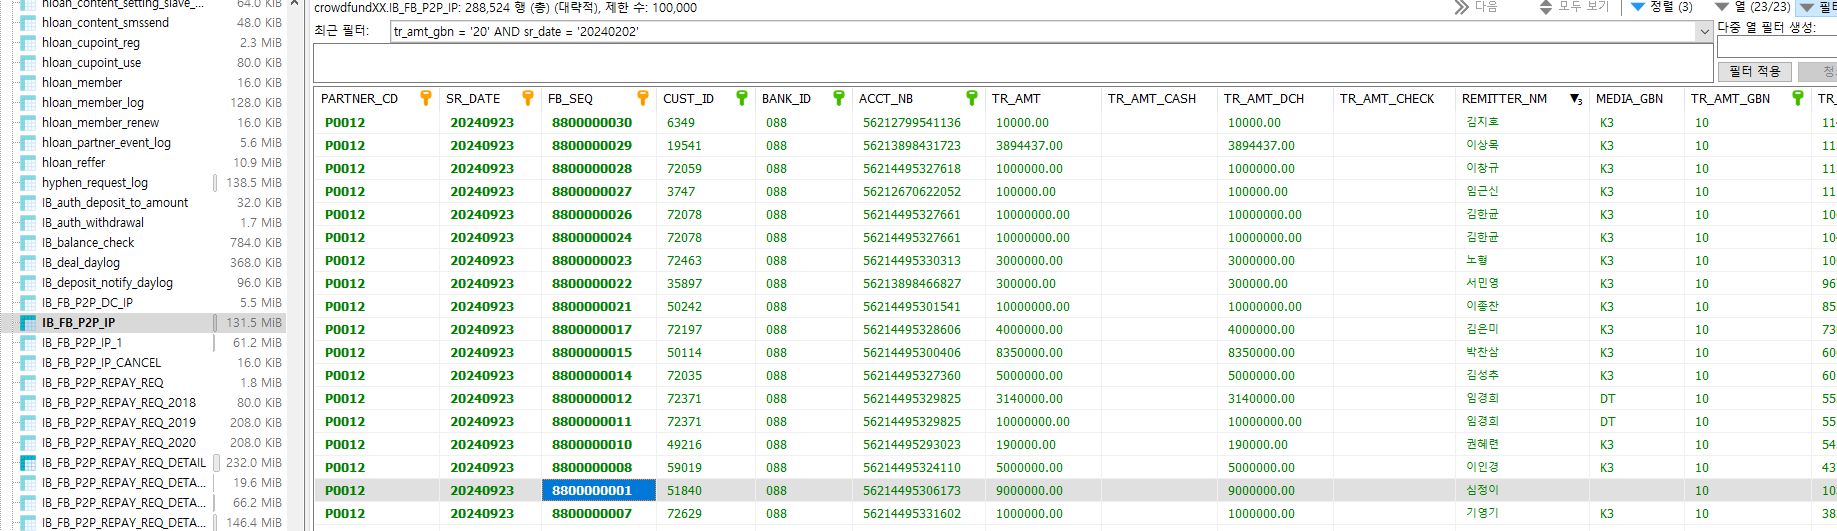 hloan_content_setting_slave_... 64.0 KiB
hloan_content_smssend 48.0 KiB
hloan_cupoint_reg 2.3 MiB
hloan_cupoint_use 80.0 KiB
hloan_member 16.0 KiB
hloan_member_log 128.0 KiB
hloan_member_renew 16.0 KiB
hloan_partner_event_log 5.6 MiB
hloan_reffer 10.9 MiB
hyphen_request_log 138.5 MiB
IB_auth_deposit_to_amount 32.0 KiB
IB_auth_withdrawal 1.7 MiB
IB_balance_check 784.0 KiB
IB_deal_daylog 368.0 KiB
IB_deposit_notify_daylog 96.0 KiB
IB_FB_P2P_DC_IP 5.5 MiB
IB_FB_P2P_IP 131.5 MiB
IB_FB_P2P_IP_1 61.2 MiB
IB_FB_P2P_IP_CANCEL 16.0 KiB
IB_FB_P2P_REPAY_REQ 1.8 MiB
IB_FB_P2P_REPAY_REQ_2018 80.0 KiB
IB_FB_P2P_REPAY_REQ_2019 208.0 KiB
IB_FB_P2P_REPAY_REQ_2020 208.0 KiB
IB_FB_P2P_REPAY_REQ_DETAIL 232.0 MiB
IB_FB_P2P_REPAY_REQ_DETA... 19.6 MiB
IB_FB_P2P_REPAY_REQ_DETA... 66.2 MiB
IB_FB_P2P_REPAY_REQ_DETA... 146.4 MiB
crowdfundXX.IB_FB_P2P_IP: 288,524 행 (총) (대략적), 제한 수: 100,000
다음 모두 보기 정렬 (3) 열 (23/23) 필터
최근 필터: tr_amt_gbn = '20' AND sr_date = '20240202'
다중 열 필터 생성:
필터 적용
PARTNER_CD SR_DATE FB_SEQ CUST_ID BANK_ID ACCT_NB TR_AMT TR_AMT_CASH TR_AMT_DCH TR_AMT_CHECK REMITTER_NM 3 MEDIA_GBN TR_AMT_GBN TR_
P0012 20240923 8800000030 6349 088 56212799541136 10000.00 10000.00 김지호 K3 10 114
P0012 20240923 8800000029 19541 088 56213898431723 3894437.00 3894437.00 이상목 K3 10
P0012 20240923 8800000028 72059 088 56214495327618 1000000.00 1000000.00 이창규 K3 10
P0012 20240923 8800000027 3747 088 56212670622052 100000.00 100000.00 임근신 K3 10
P0012 20240923 8800000026 72078 088 56214495327661 10000000.00 10000000.00 김한균 K3 10
P0012 20240923 8800000024 72078 088 56214495327661 10000000.00 10000000.00 김한균 K3 10
P0012 20240923 8800000023 72463 088 56214495330313 3000000.00 3000000.00 노형 K3 10
P0012 20240923 8800000022 35897 088 56213898466827 300000.00 300000.00 서민영 K3 10 96
P0012 20240923 8800000021 50242 088 56214495301541 10000000.00 10000000.00 이종찬 K3 10 85
P0012 20240923 8800000017 72197 088 56214495328606 4000000.00 4000000.00 김은미 K3 10 73
P0012 20240923 8800000015 50114 088 56214495300406 8350000.00 8350000.00 박찬삼 K3 10 60
P0012 20240923 8800000014 72035 088 56214495327360 5000000.00 5000000.00 김성추 K3 10 60
P0012 20240923 8800000012 72371 088 56214495329825 3140000.00 3140000.00 임경희 DT 10 55
P0012 20240923 8800000011 72371 088 56214495329825 10000000.00 10000000.00 임경희 DT 10 55
P0012 20240923 8800000010 49216 088 56214495293023 190000.00 190000.00 권혜련 K3 10 54
P0012 20240923 8800000008 59019 088 56214495324110 5000000.00 5000000.00 이인경 K3 10 43
P0012 20240923 8800000001 51840 088 56214495306173 9000000.00 9000000.00 심정이 10 10
P0012 20240923 8800000007 72629 088 56214495331602 1000000.00 1000000.00 기영기 K3 10 38